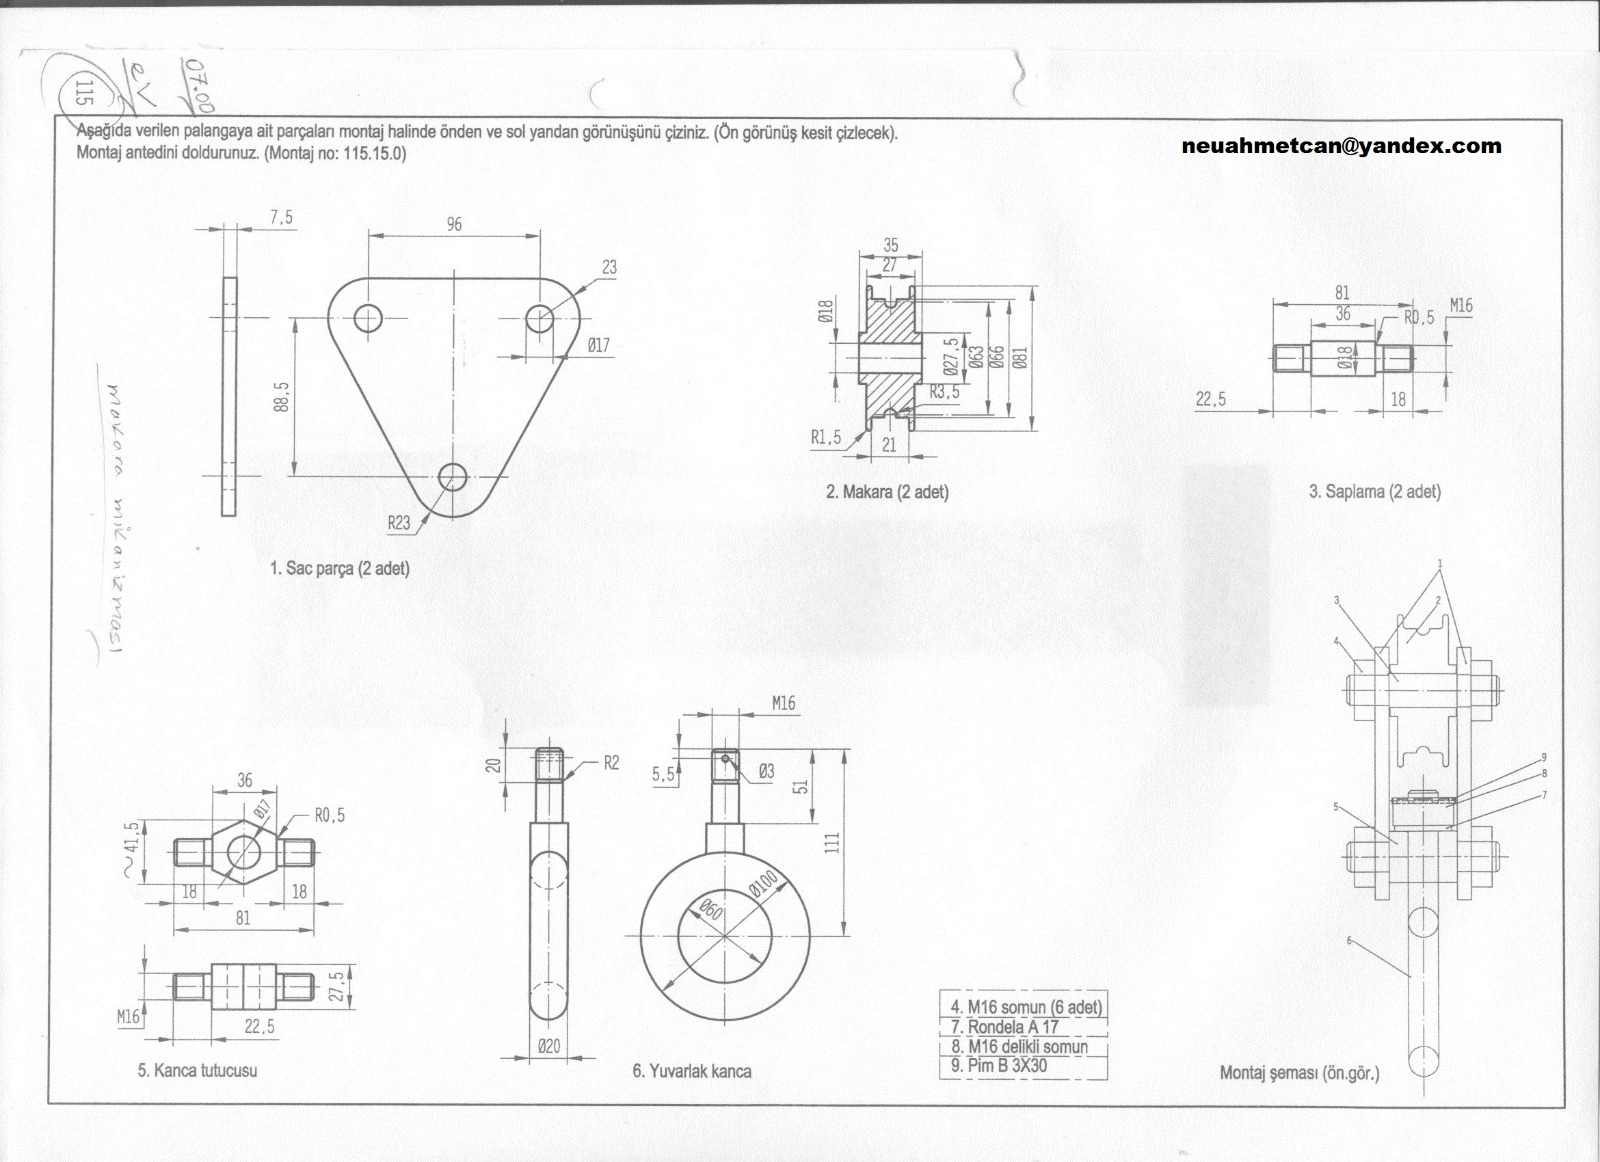 115
ev
07.00
Aşağıda verilen palangaya ait parçaları montaj halinde önden ve sol yandan görünüşünü çiziniz. (Ön görünüş kesit çizlecek).
Montaj antedini doldurunuz. (Montaj no: 115.15.0)
neuahmetcan@yandex.com
makara mikanizması
7,5
96
23
Ø17
88,5
R23
1. Sac parça (2 adet)
35
27
Ø18
Ø27,5
Ø63
Ø66
Ø81
R3,5
R1,5
21
2. Makara (2 adet)
81
36
R0,5
M16
Ø18
22,5
18
3. Saplama (2 adet)
36
Ø17
R0,5
~ 41,5
18
18
81
M16
22,5
27,5
5. Kanca tutucusu
20
R2
Ø20
M16
5,5
Ø3
51
111
Ø100
Ø60
6. Yuvarlak kanca
4. M16 somun (6 adet)
7. Rondela A 17
8. M16 delikli somun
9. Pim B 3X30
1
2
3
4
9
8
7
5
6
Montaj şeması (ön.gör.)